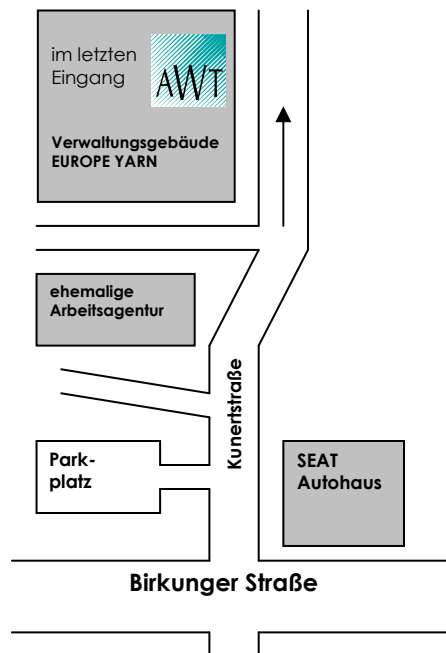 im letzten
Eingang
AWT
Verwaltungsgebäude
EUROPE YARN
ehemalige
Arbeitsagentur
Kunertstraße
Park-
platz
SEAT
Autohaus
Birkunger Straße